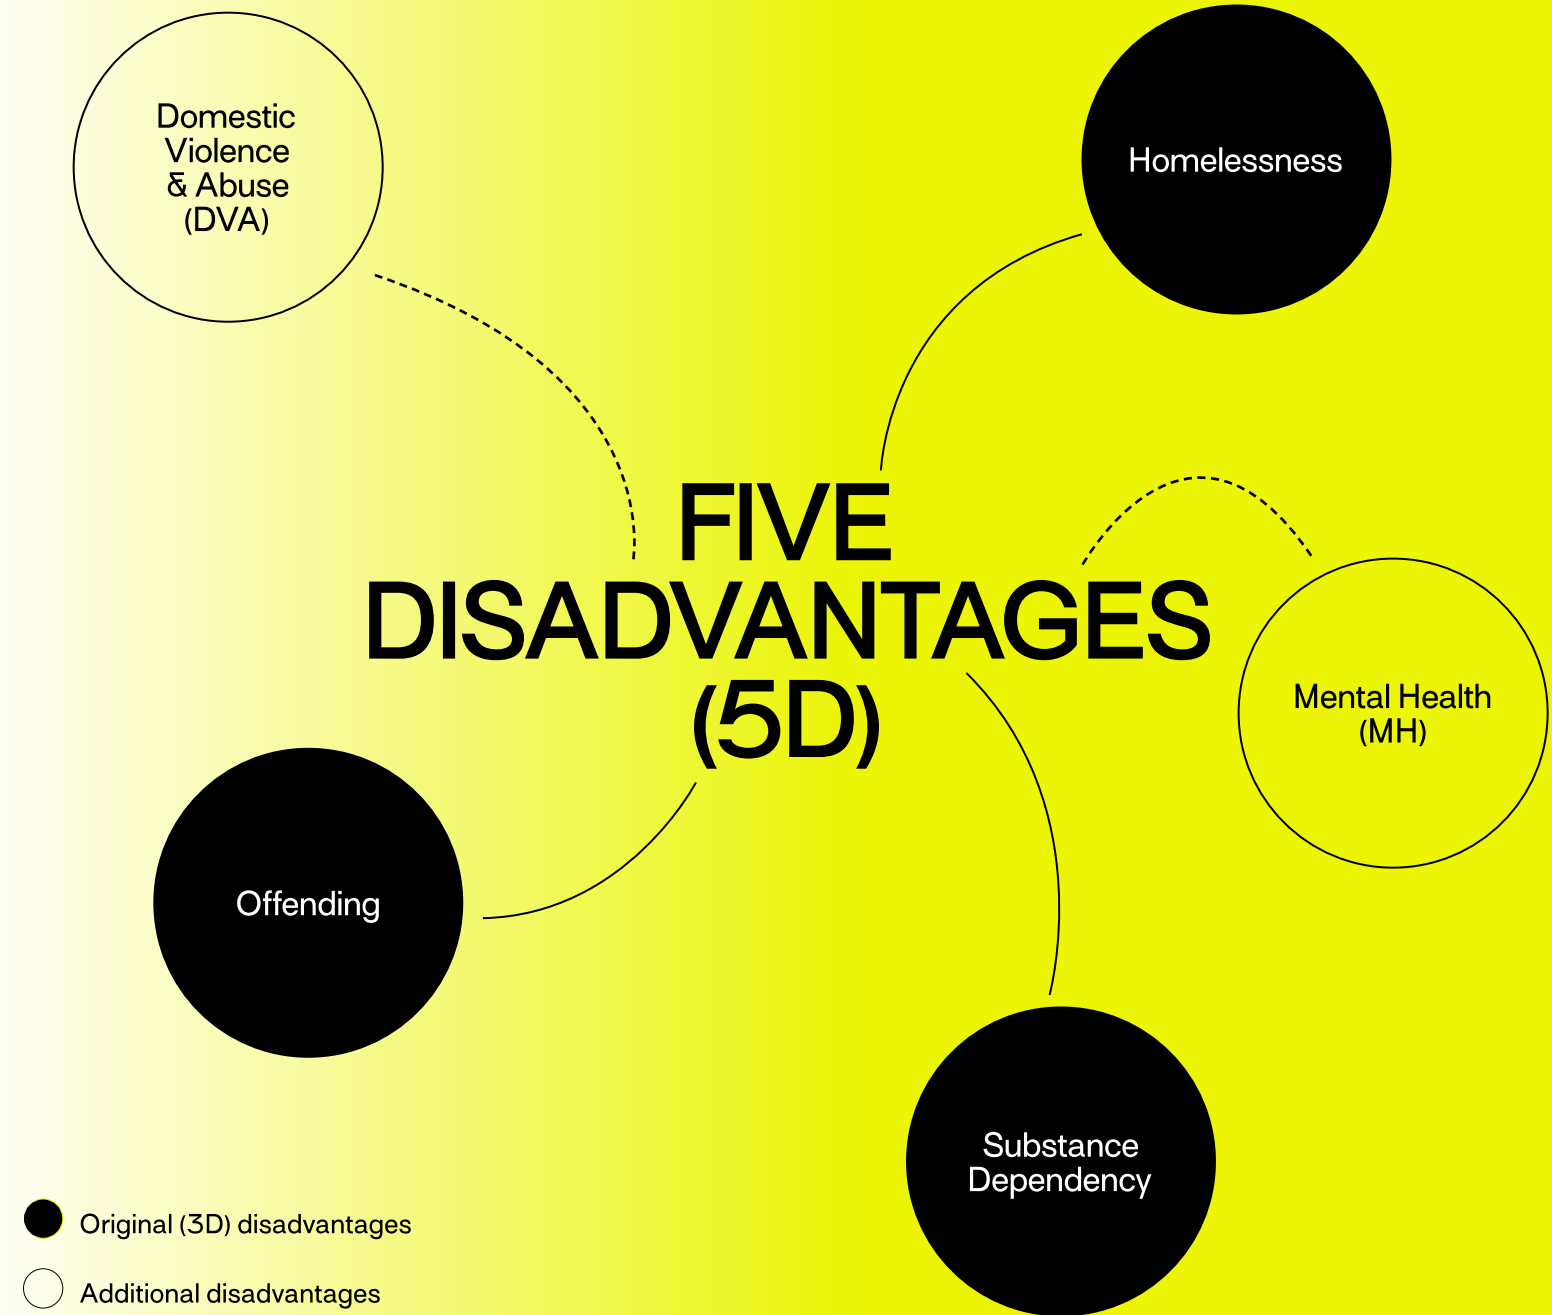 Domestic
Violence
& Abuse
(DVA)
Homelessness
FIVE
DISADVANTAGES
(5D)
Mental Health
(MH)
Offending
Substance
Dependency
Original (3D) disadvantages
Additional disadvantages